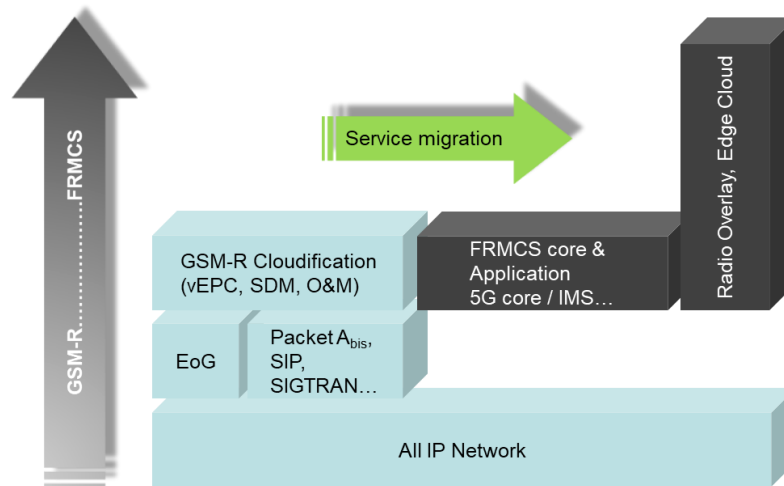 GSM-R........................FRMCS
Service migration
Radio Overlay, Edge Cloud
GSM-R Cloudification
(vEPC, SDM, O&M)
FRMCS core &
Application
5G core / IMS…
EoG
Packet Abis,
SIP,
SIGTRAN…
All IP Network